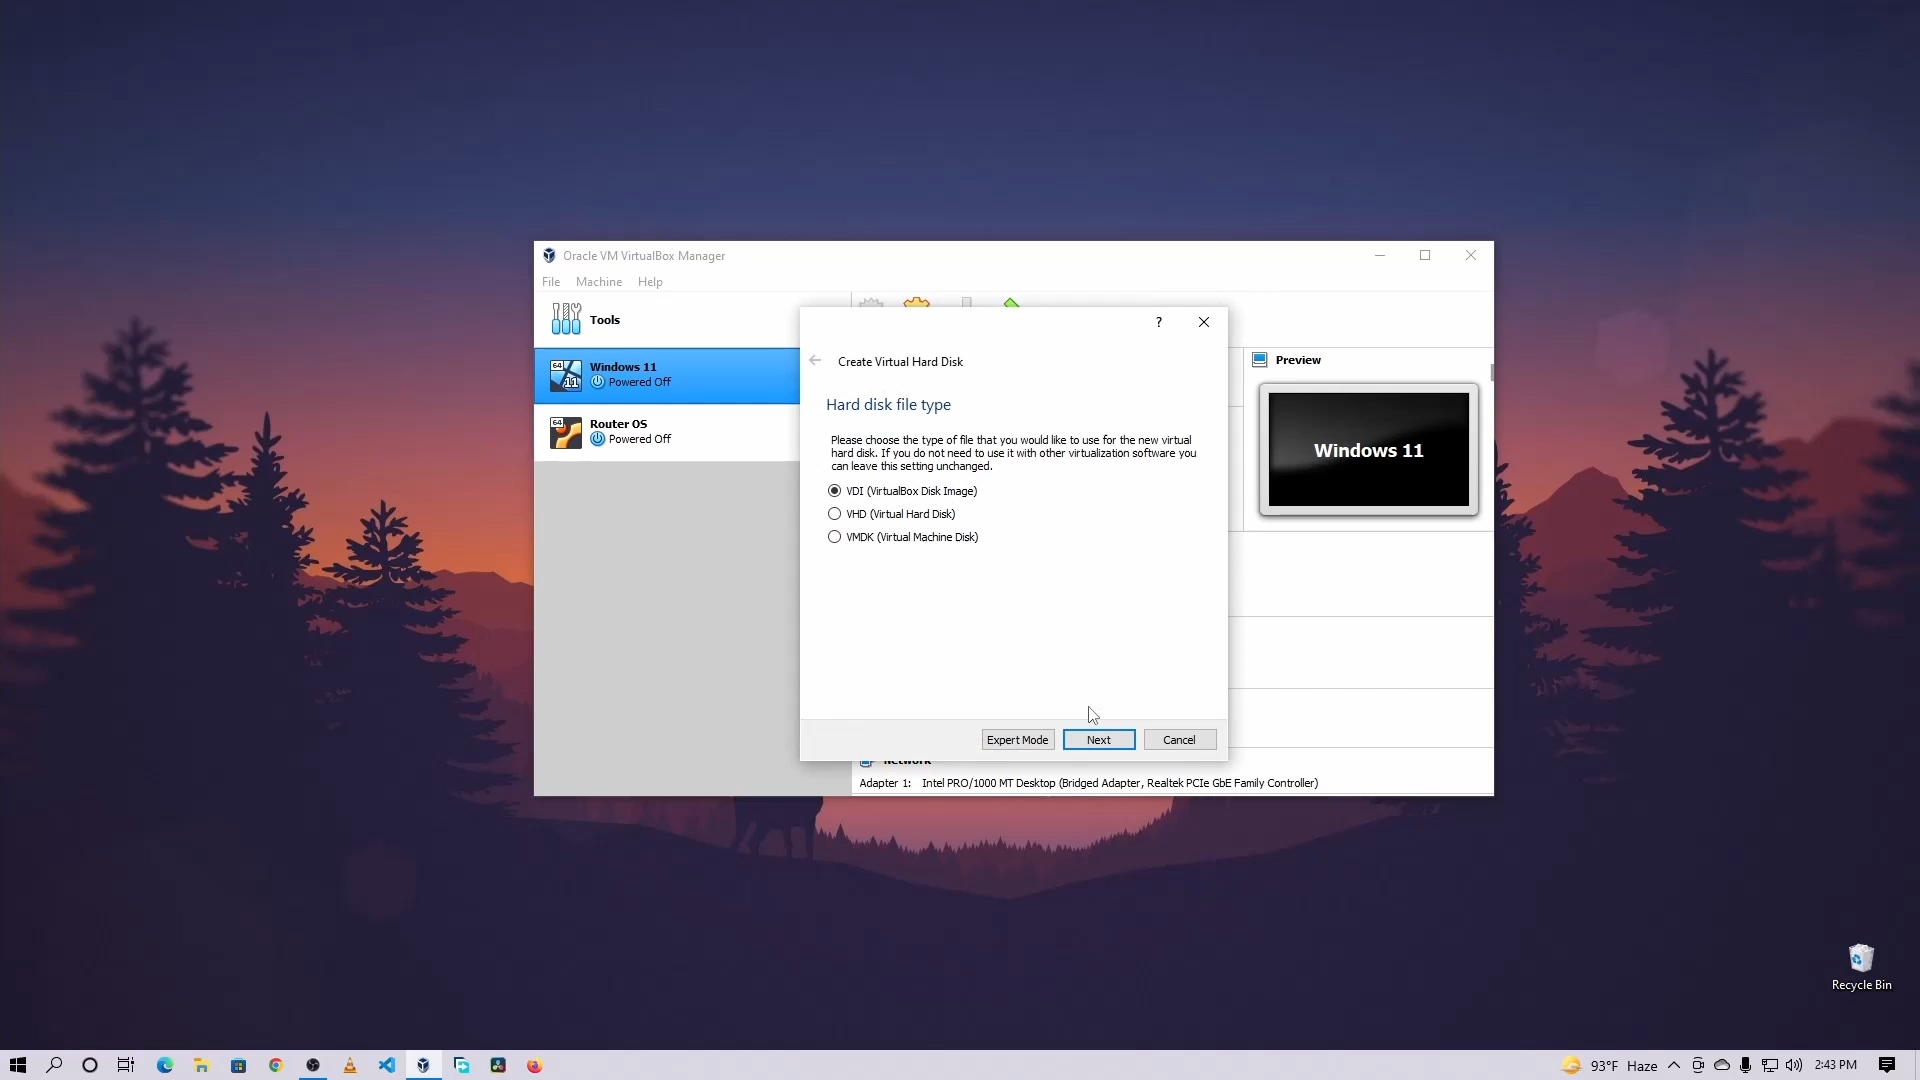 Oracle VM VirtualBox Manager
File Machine Help
Tools
64
11
Windows 11
Powered Off
64
Router OS
Powered Off
?
Create Virtual Hard Disk
Hard disk file type
Please choose the type of file that you would like to use for the new virtual
hard disk. If you do not need to use it with other virtualization software you
can leave this setting unchanged.
VDI (VirtualBox Disk Image)
VHD (Virtual Hard Disk)
VMDK (Virtual Machine Disk)
Expert Mode Next Cancel
Preview
Windows 11
Network
Adapter 1: Intel PRO/1000 MT Desktop (Bridged Adapter, Realtek PCIe GbE Family Controller)
Recycle Bin
93°F Haze 2:43 PM